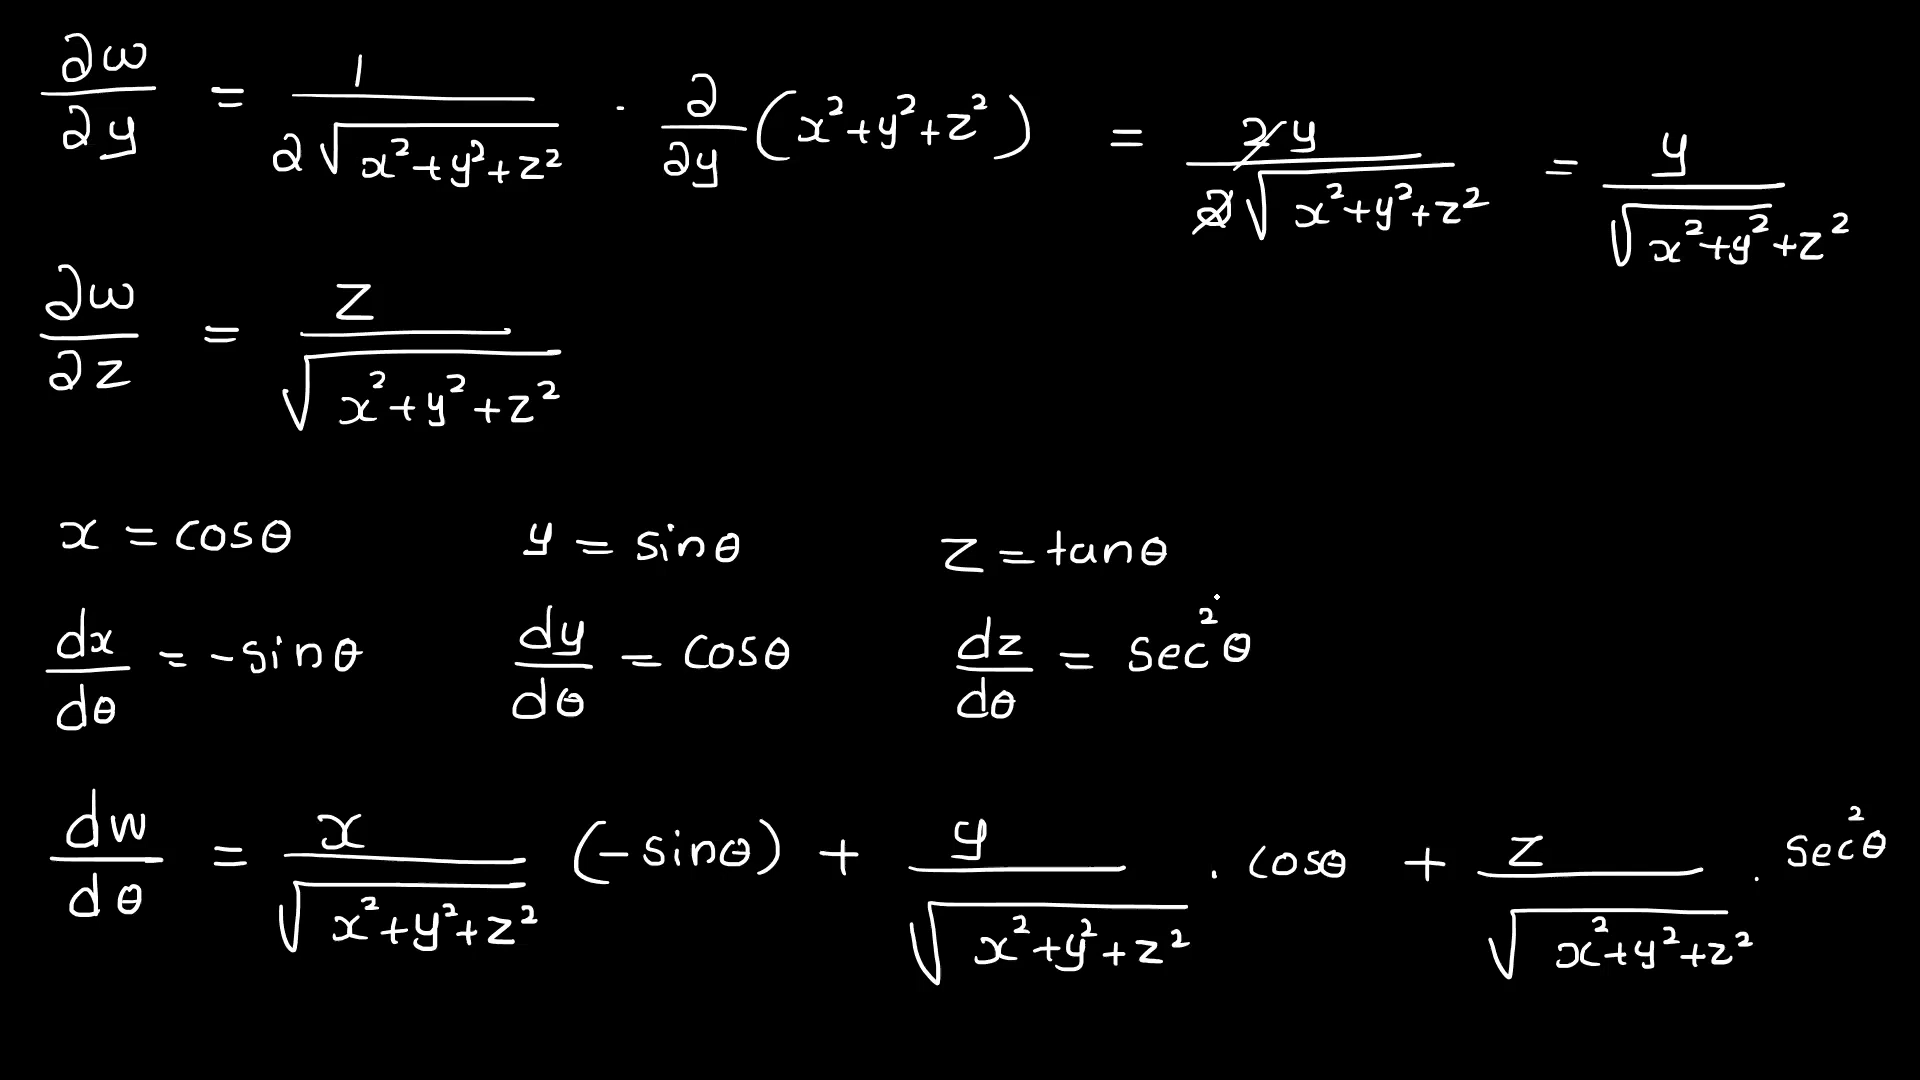 ∂w/∂y = 1/(2√(x²+y²+z²)) · ∂/∂y (x²+y²+z²) = 2y/(2√(x²+y²+z²)) = y/√(x²+y²+z²)
∂w/∂z = z/√(x²+y²+z²)
x = cosθ y = sinθ z = tanθ
dx/dθ = -sinθ dy/dθ = cosθ dz/dθ = sec²θ
dw/dθ = x/√(x²+y²+z²) (-sinθ) + y/√(x²+y²+z²) · cosθ + z/√(x²+y²+z²) · sec²θ